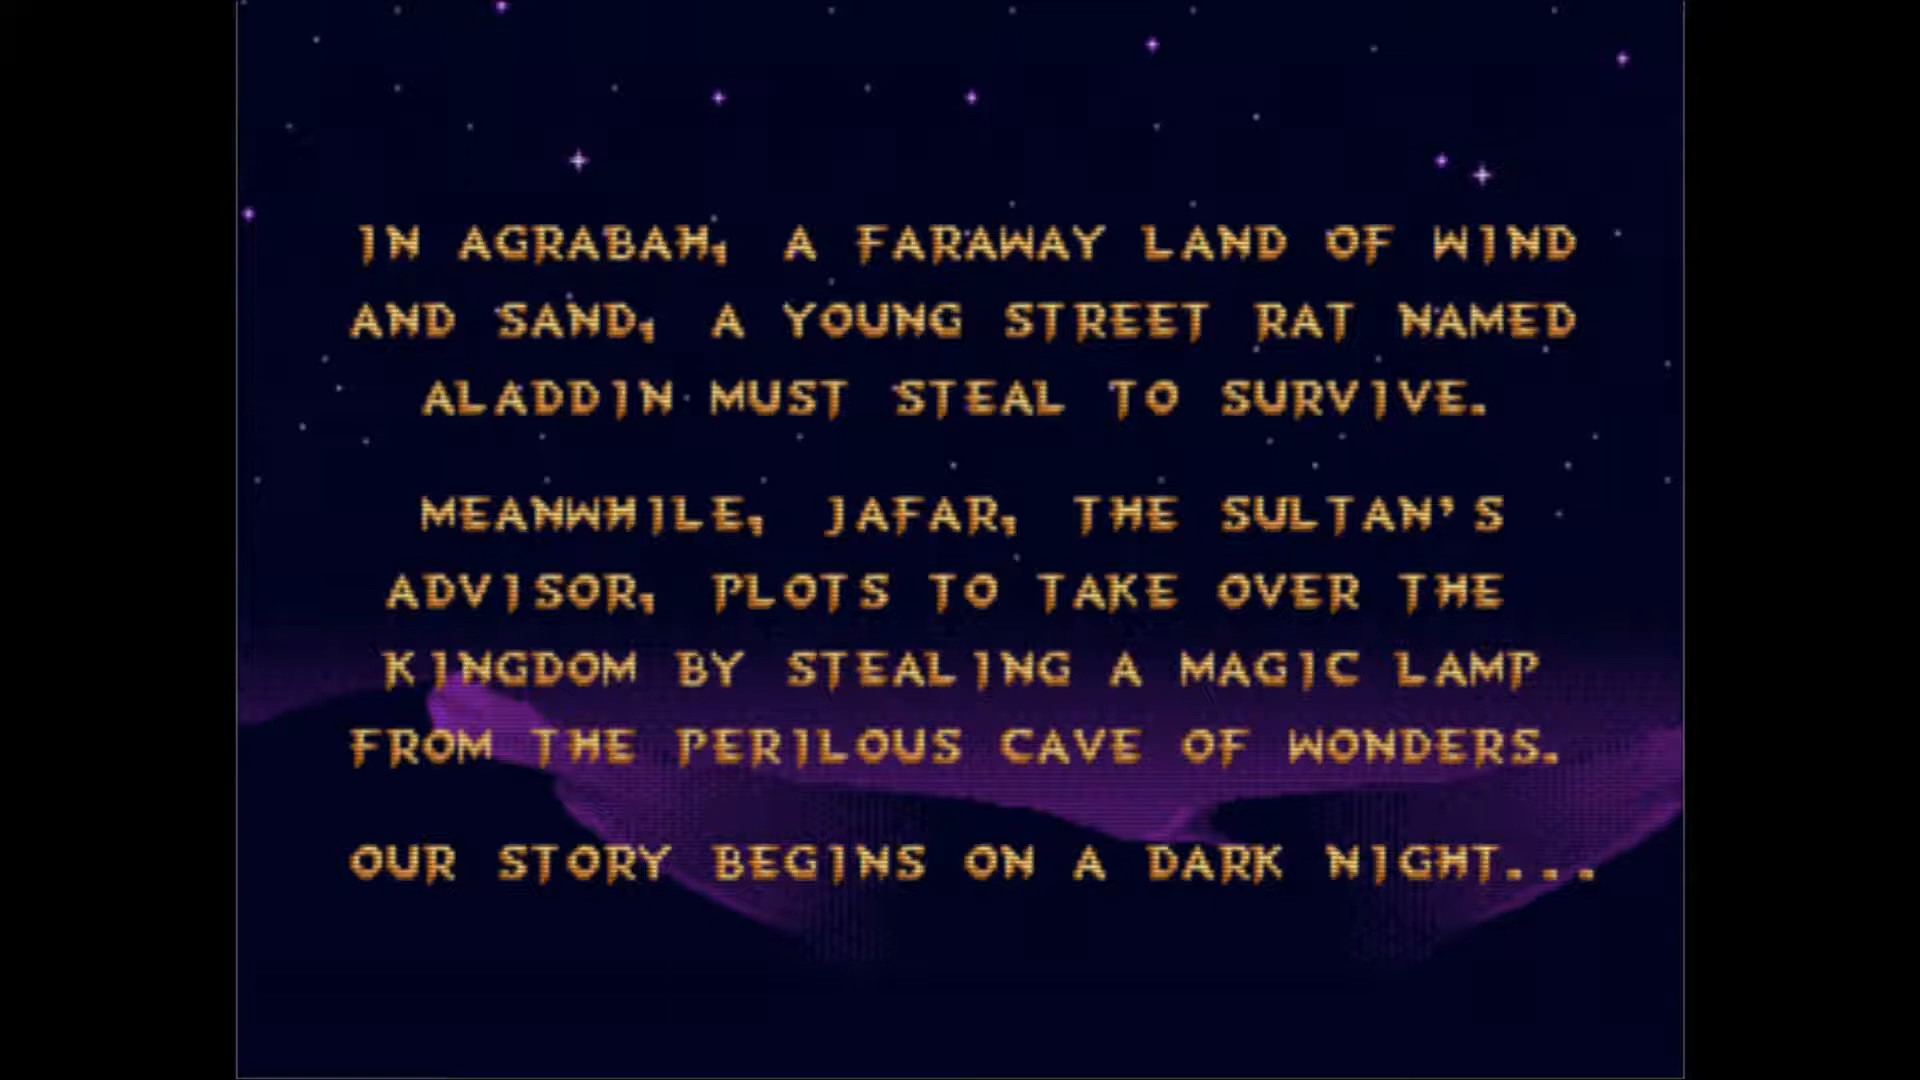 IN AGRABAH, A FARAWAY LAND OF WIND
AND SAND, A YOUNG STREET RAT NAMED
ALADDIN MUST STEAL TO SURVIVE.
MEANWHILE, JAFAR, THE SULTAN'S
ADVISOR, PLOTS TO TAKE OVER THE
KINGDOM BY STEALING A MAGIC LAMP
FROM THE PERILOUS CAVE OF WONDERS.
OUR STORY BEGINS ON A DARK NIGHT...